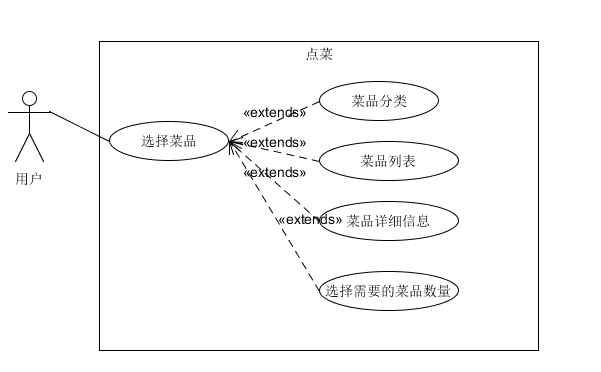 点菜
菜品分类
«extends»
选择菜品
«extends»
菜品列表
«extends»
用户
«extends»
菜品详细信息
选择需要的菜品数量